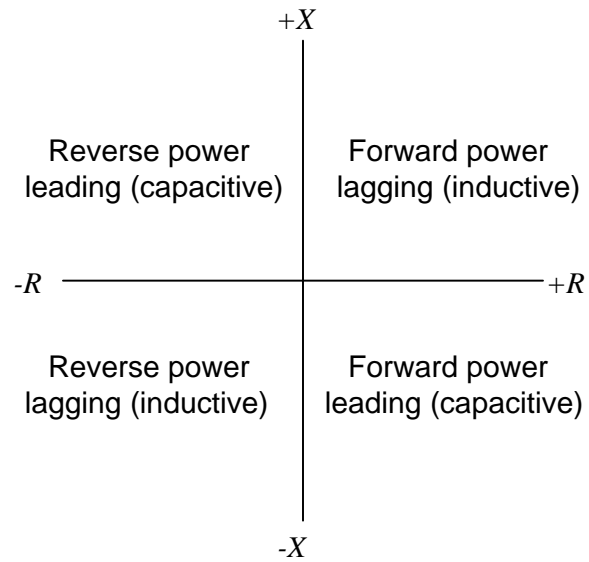 +X
Reverse power
leading (capacitive)
Forward power
lagging (inductive)
-R
+R
Reverse power
lagging (inductive)
Forward power
leading (capacitive)
-X